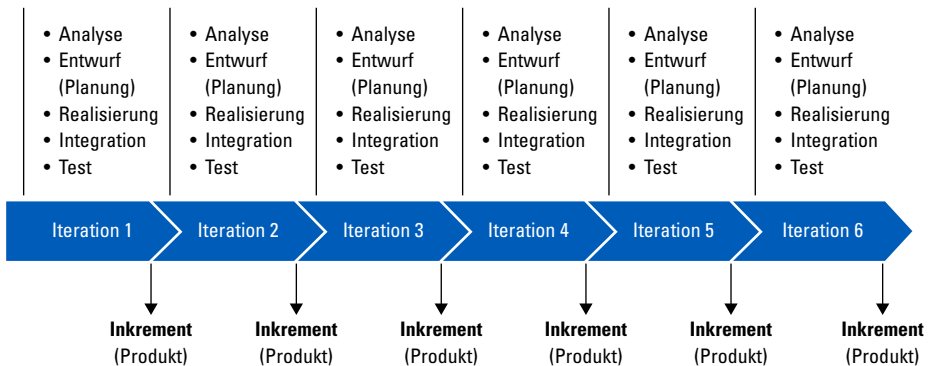 • Analyse
• Entwurf
(Planung)
• Realisierung
• Integration
• Test
• Analyse
• Entwurf
(Planung)
• Realisierung
• Integration
• Test
• Analyse
• Entwurf
(Planung)
• Realisierung
• Integration
• Test
• Analyse
• Entwurf
(Planung)
• Realisierung
• Integration
• Test
• Analyse
• Entwurf
(Planung)
• Realisierung
• Integration
• Test
• Analyse
• Entwurf
(Planung)
• Realisierung
• Integration
• Test
Iteration 1
Iteration 2
Iteration 3
Iteration 4
Iteration 5
Iteration 6
Inkrement
(Produkt)
Inkrement
(Produkt)
Inkrement
(Produkt)
Inkrement
(Produkt)
Inkrement
(Produkt)
Inkrement
(Produkt)